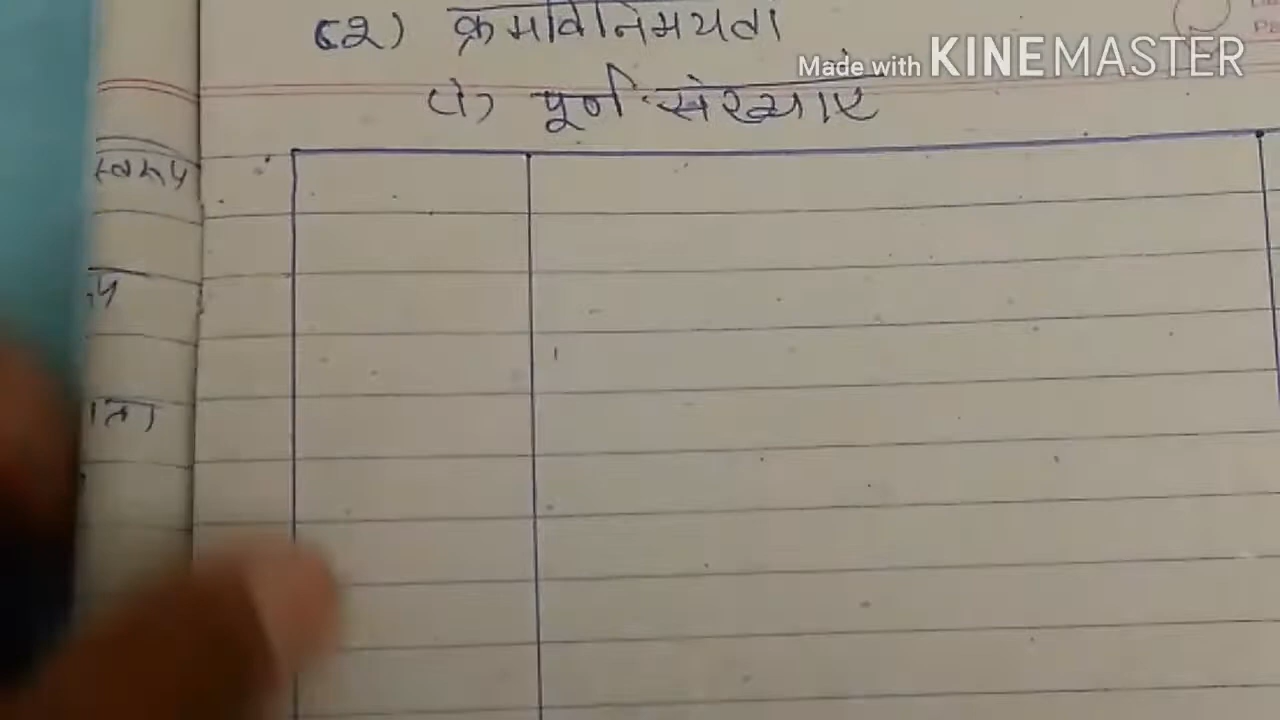 (2) क्रमविनिमयता
Made with KINEMASTER
(i) पूर्ण संख्याएँ